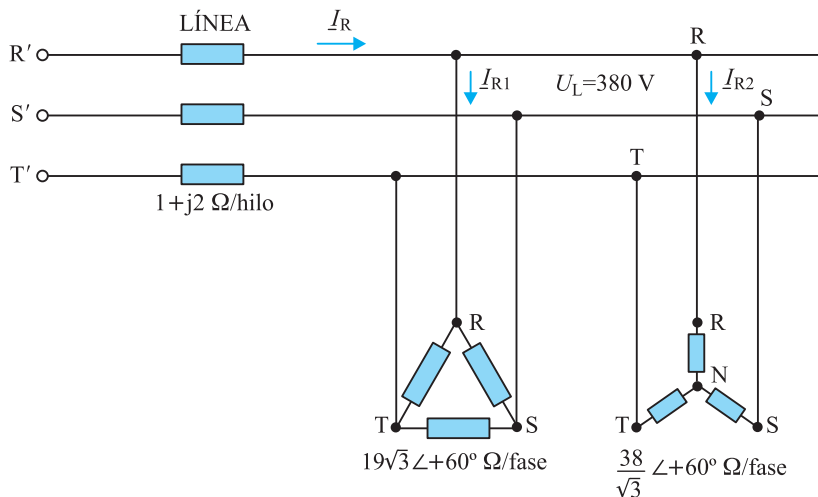 LÍNEA
I_R
R′
S′
T′
1+j2 Ω/hilo
I_R1
U_L=380 V
R
I_R2
S
T
R
T
S
19√3∠+60º Ω/fase
R
N
T
S
38/√3 ∠+60º Ω/fase